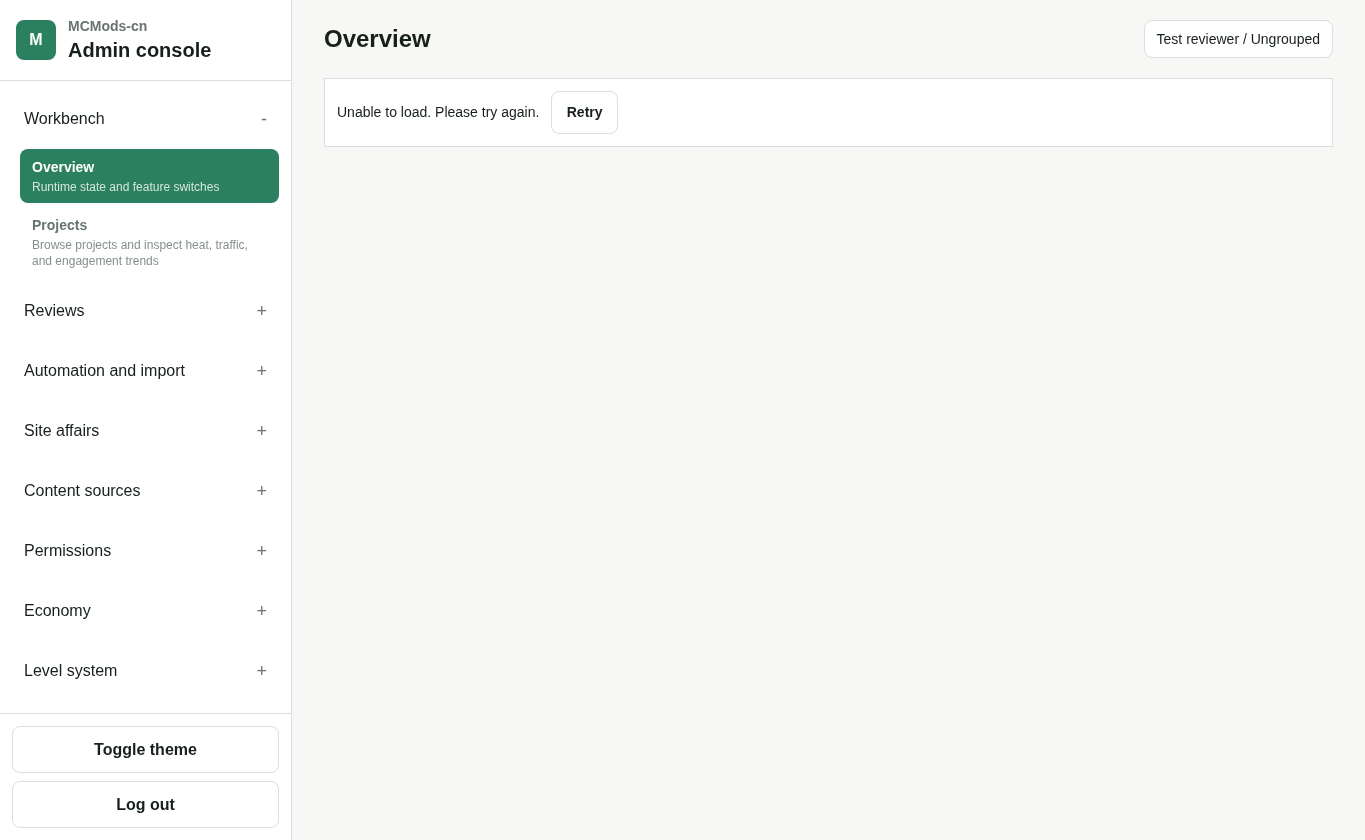 M
MCMods-cn
Admin console
Workbench
-
Overview
Runtime state and feature switches
Projects
Browse projects and inspect heat, traffic,
and engagement trends
Reviews
+
Automation and import
+
Site affairs
+
Content sources
+
Permissions
+
Economy
+
Level system
+
Toggle theme
Log out
Overview
Test reviewer / Ungrouped
Unable to load. Please try again.
Retry